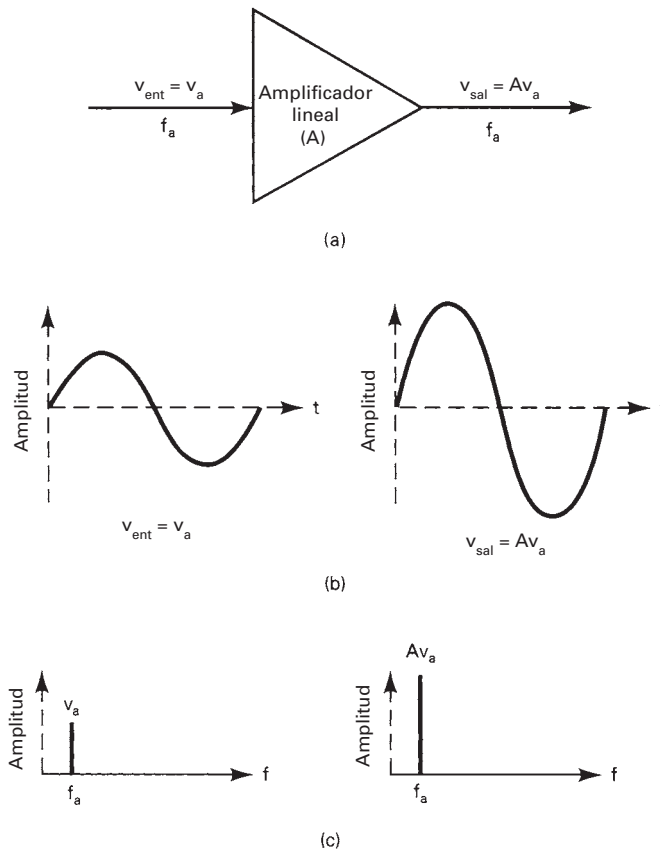 v_ent = v_a
f_a
Amplificador
lineal
(A)
v_sal = Av_a
f_a
(a)
Amplitud
t
v_ent = v_a
Amplitud
v_sal = Av_a
(b)
Amplitud
v_a
f_a
f
Amplitud
Av_a
f_a
f
(c)